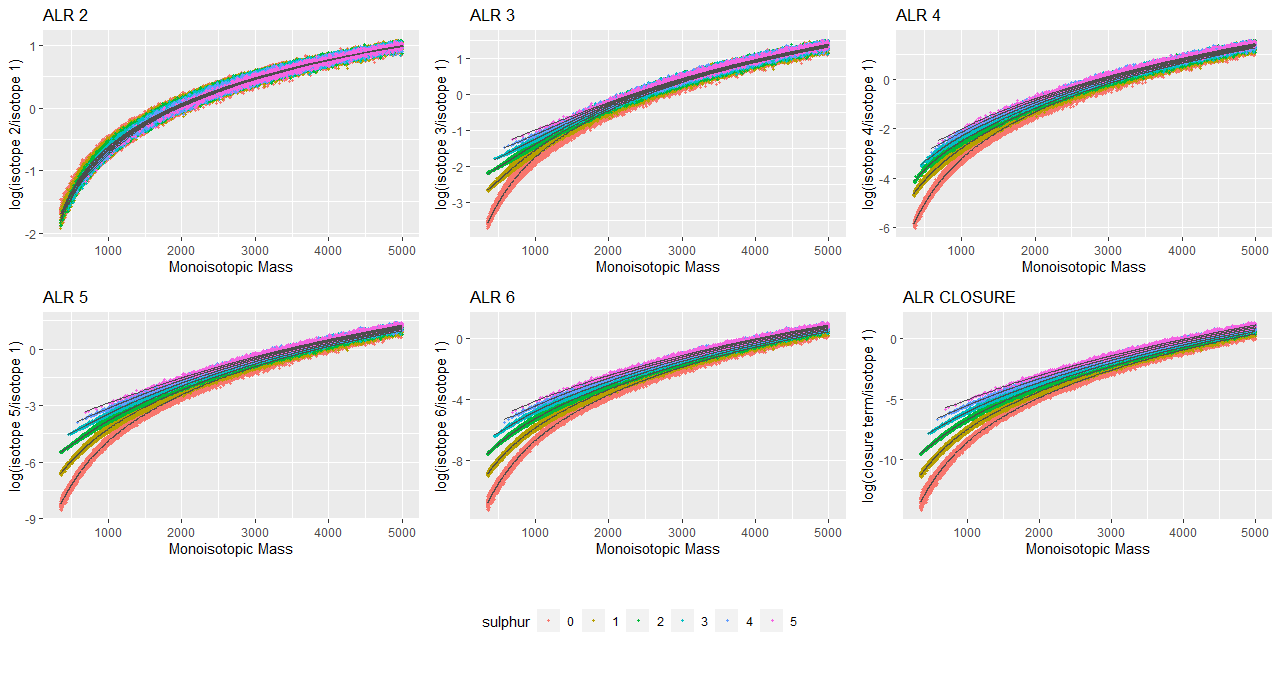 ALR 2
ALR 3
ALR 4
log(isotope 2/isotope 1)
1
0
-1
-2
1000 2000 3000 4000 5000
Monoisotopic Mass
log(isotope 3/isotope 1)
1
0
-1
-2
-3
1000 2000 3000 4000 5000
Monoisotopic Mass
log(isotope 4/isotope 1)
0
-2
-4
-6
1000 2000 3000 4000 5000
Monoisotopic Mass
ALR 5
ALR 6
ALR CLOSURE
log(isotope 5/isotope 1)
0
-3
-6
-9
1000 2000 3000 4000 5000
Monoisotopic Mass
log(isotope 6/isotope 1)
0
-4
-8
1000 2000 3000 4000 5000
Monoisotopic Mass
log(closure term/isotope 1)
0
-5
-10
1000 2000 3000 4000 5000
Monoisotopic Mass
sulphur 0 1 2 3 4 5